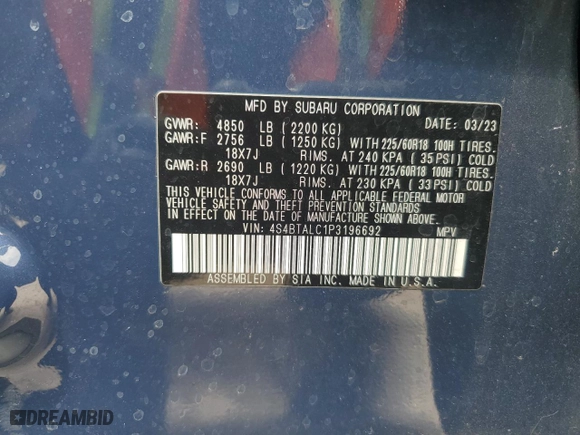 MFD BY SUBARU CORPORATION
GVWR: 4850 LB (2200 KG) DATE: 03/23
GAWR:F 2756 LB (1250 KG) WITH 225/60R18 100H TIRES.
18X7J RIMS. AT 240 KPA (35 PSI) COLD
GAWR:R 2690 LB (1220 KG) WITH 225/60R18 100H TIRES.
18X7J RIMS. AT 230 KPA (33 PSI) COLD
THIS VEHICLE CONFORMS TO ALL APPLICABLE FEDERAL MOTOR
VEHICLE SAFETY AND THEFT PREVENTION STANDARDS IN
EFFECT ON THE DATE OF MANUFACTURE SHOWN ABOVE.
VIN: 4S4BTALC1P3196692 MPV
ASSEMBLED BY SIA INC. MADE IN U.S.A.
DREAMBID